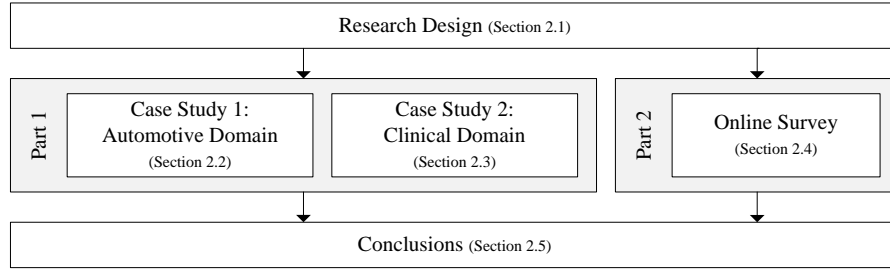 Research Design (Section 2.1)
Part 1
Case Study 1:
Automotive Domain
(Section 2.2)
Case Study 2:
Clinical Domain
(Section 2.3)
Part 2
Online Survey
(Section 2.4)
Conclusions (Section 2.5)